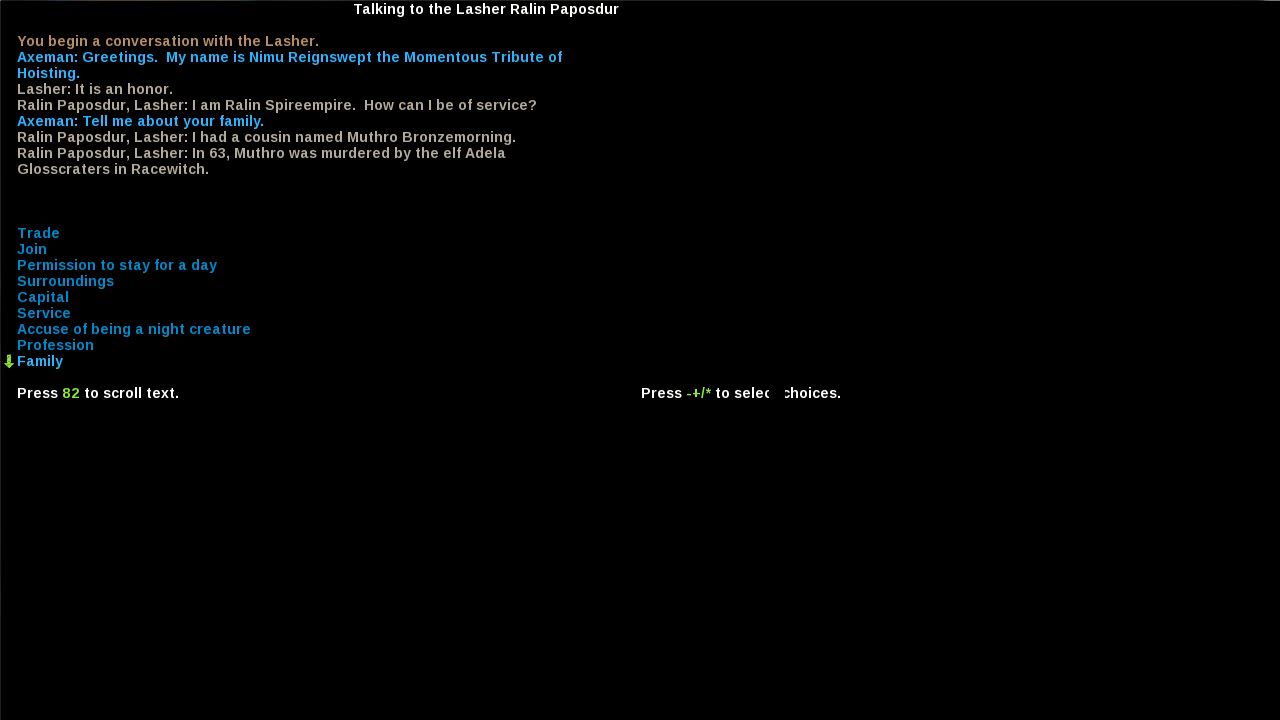 Talking to the Lasher Ralin Paposdur
You begin a conversation with the Lasher.
Axeman: Greetings.  My name is Nimu Reignswept the Momentous Tribute of
Hoisting.
Lasher: It is an honor.
Ralin Paposdur, Lasher: I am Ralin Spireempire.  How can I be of service?
Axeman: Tell me about your family.
Ralin Paposdur, Lasher: I had a cousin named Muthro Bronzemorning.
Ralin Paposdur, Lasher: In 63, Muthro was murdered by the elf Adela
Glosscraters in Racewitch.
Trade
Join
Permission to stay for a day
Surroundings
Capital
Service
Accuse of being a night creature
Profession
Family
Press 82 to scroll text.
Press -+/* to selec choices.